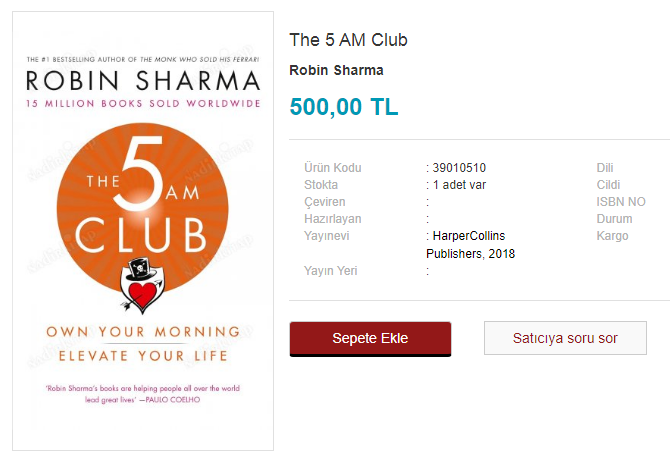 THE #1 BESTSELLING AUTHOR OF THE MONK WHO SOLD HIS FERRARI
ROBIN SHARMA
15 MILLION BOOKS SOLD WORLDWIDE
THE 5 AM
CLUB
OWN YOUR MORNING
ELEVATE YOUR LIFE
'Robin Sharma's books are helping people all over the world
lead great lives' —PAULO COELHO
The 5 AM Club
Robin Sharma
500,00 TL
Ürün Kodu : 39010510 Dili
Stokta : 1 adet var Cildi
Çeviren : ISBN NO
Hazırlayan : Durum
Yayınevi : HarperCollins Kargo
Publishers, 2018
Yayın Yeri :
Sepete Ekle Satıcıya soru sor